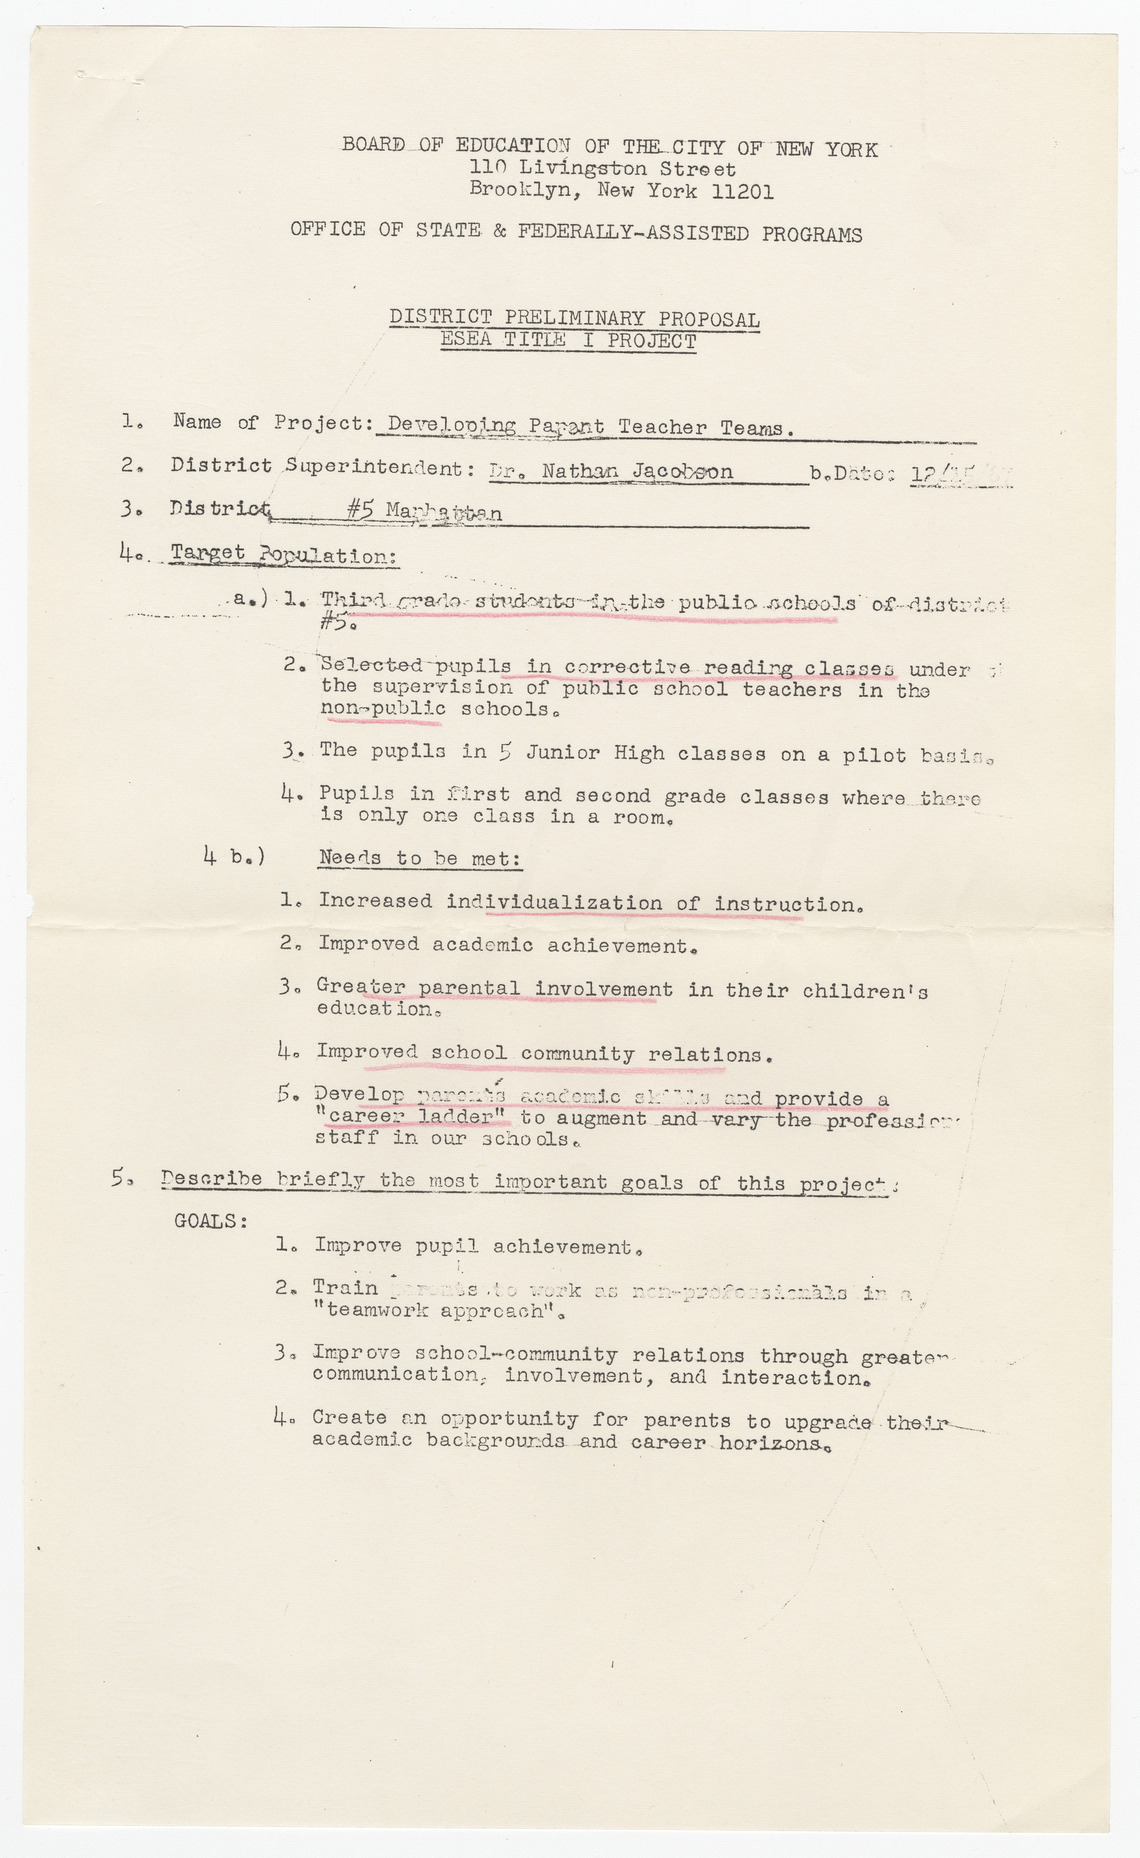 BOARD OF EDUCATION OF THE CITY OF NEW YORK
110 Livingston Street
Brooklyn, New York 11201
OFFICE OF STATE & FEDERALLY-ASSISTED PROGRAMS
DISTRICT PRELIMINARY PROPOSAL
ESEA TITLE I PROJECT
1. Name of Project: Developing Parent Teacher Teams.
2. District Superintendent: Dr. Nathan Jacobson b.Date: 12/15/
3. District #5 Manhattan
4. Target Population:
a.) 1. Third grade students in the public schools of district
#5.
2. Selected pupils in corrective reading classes under
the supervision of public school teachers in the
non-public schools.
3. The pupils in 5 Junior High classes on a pilot basis.
4. Pupils in first and second grade classes where there
is only one class in a room.
4 b.) Needs to be met:
1. Increased individualization of instruction.
2. Improved academic achievement.
3. Greater parental involvement in their children's
education.
4. Improved school community relations.
5. Develop parents academic skills and provide a
"career ladder" to augment and vary the
staff in our schools.
5. Describe briefly the most important goals of this project:
GOALS:
1. Improve pupil achievement.
2. Train parents to work as non-professionals in a
"teamwork approach".
3. Improve school-community relations through greater
communication, involvement, and interaction.
4. Create an opportunity for parents to upgrade their
academic backgrounds and career horizons.